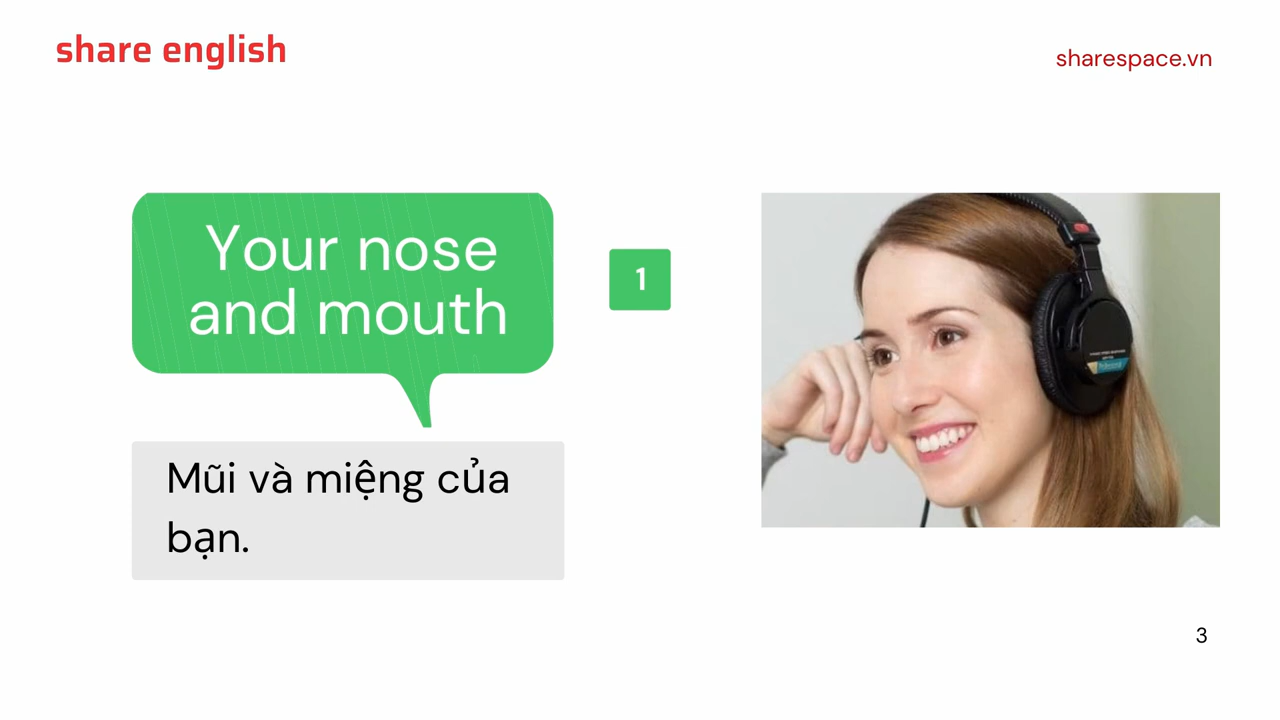 share english
sharespace.vn
Your nose
and mouth
1
Mũi và miệng của
bạn.
3